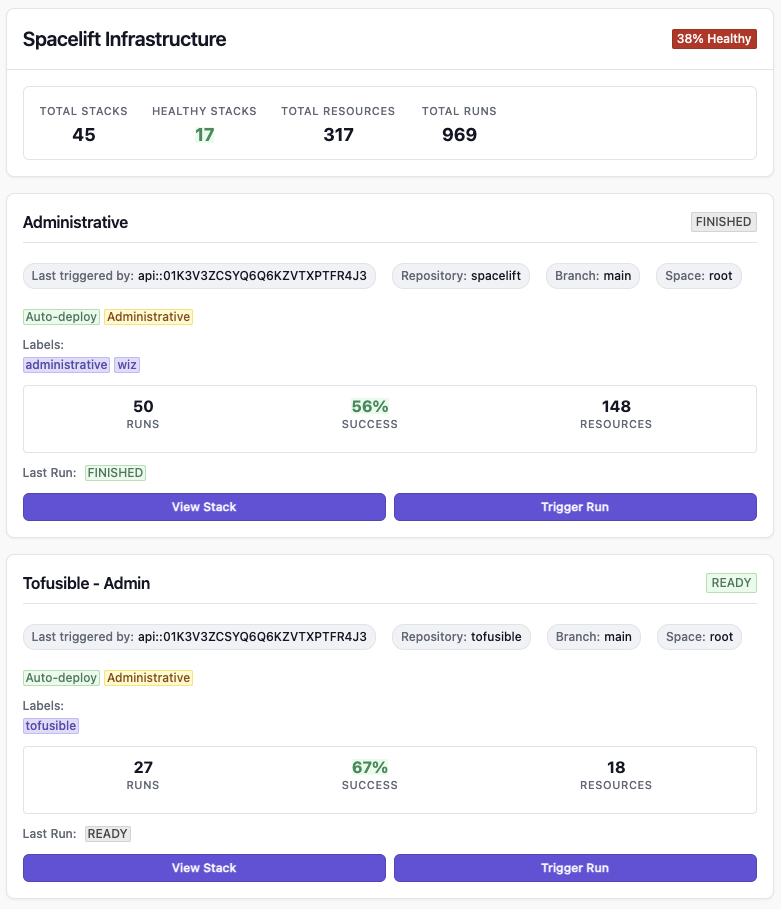 Spacelift Infrastructure
38% Healthy
TOTAL STACKS HEALTHY STACKS TOTAL RESOURCES TOTAL RUNS
45 17 317 969
Administrative
FINISHED
Last triggered by: api::01K3V3ZCSYQ6Q6KZVTXPTFR4J3 Repository: spacelift Branch: main Space: root
Auto-deploy Administrative
Labels:
administrative wiz
50 56% 148
RUNS SUCCESS RESOURCES
Last Run: FINISHED
View Stack Trigger Run
Tofusible - Admin
READY
Last triggered by: api::01K3V3ZCSYQ6Q6KZVTXPTFR4J3 Repository: tofusible Branch: main Space: root
Auto-deploy Administrative
Labels:
tofusible
27 67% 18
RUNS SUCCESS RESOURCES
Last Run: READY
View Stack Trigger Run